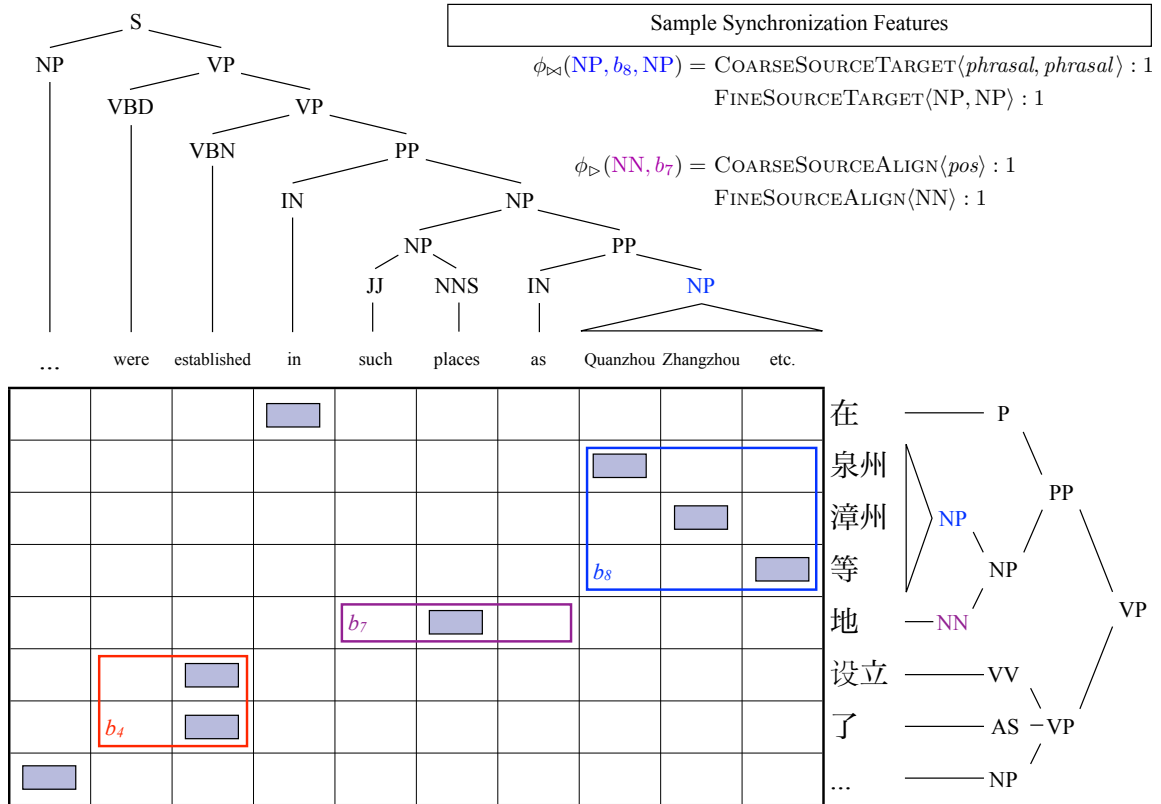 S
Sample Synchronization Features
NP VP
ϕ⋈(NP, b8, NP) = COARSESOURCETARGET⟨phrasal, phrasal⟩ : 1
FINESOURCETARGET⟨NP, NP⟩ : 1
VBD VP
VBN PP
ϕ▷(NN, b7) = COARSESOURCEALIGN⟨pos⟩ : 1
FINESOURCEALIGN⟨NN⟩ : 1
IN NP
NP PP
JJ NNS IN NP
... were established in such places as Quanzhou Zhangzhou etc.
在 P
泉州
PP
漳州 NP
等
b8 NP
VP
b7 地 NN
设立 VV
b4 了 AS VP
... NP